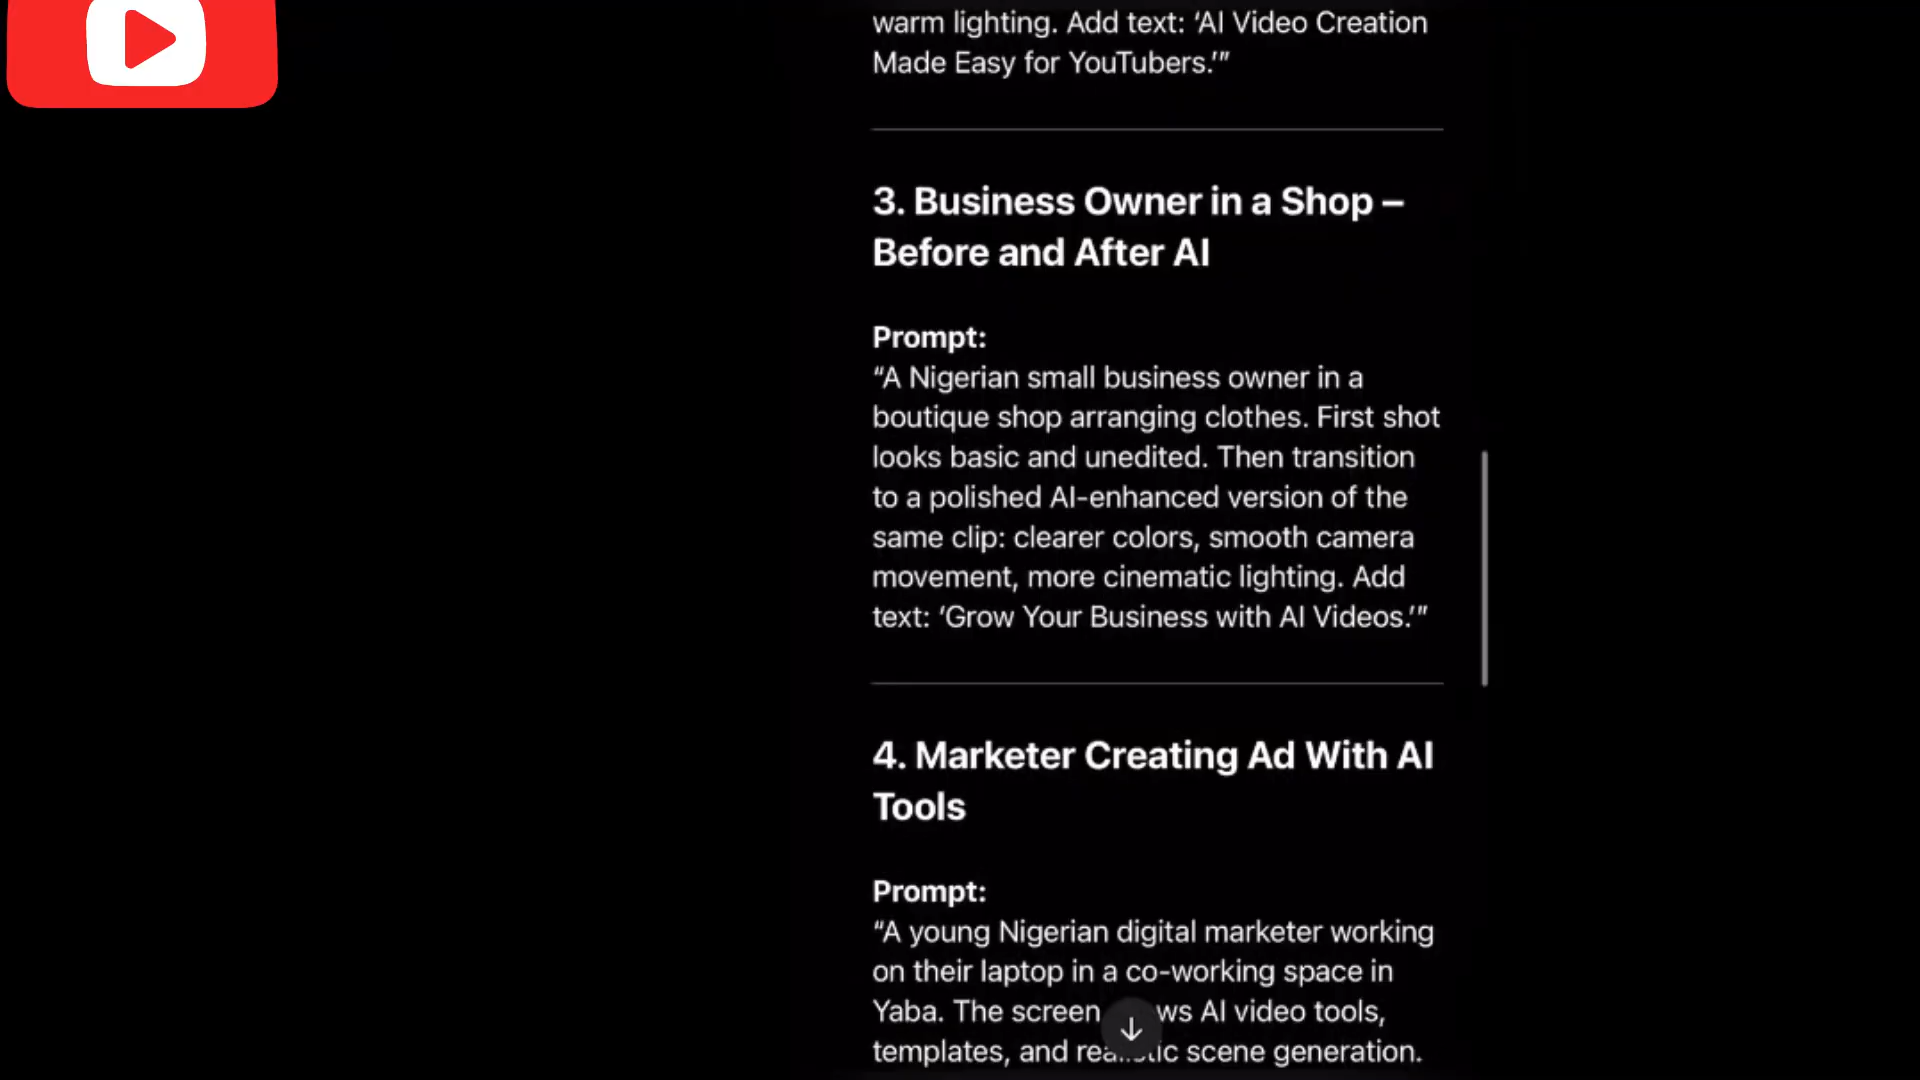 warm lighting. Add text: ‘AI Video Creation
Made Easy for YouTubers.’”
3. Business Owner in a Shop –
Before and After AI
Prompt:
“A Nigerian small business owner in a
boutique shop arranging clothes. First shot
looks basic and unedited. Then transition
to a polished AI-enhanced version of the
same clip: clearer colors, smooth camera
movement, more cinematic lighting. Add
text: ‘Grow Your Business with AI Videos.’”
4. Marketer Creating Ad With AI
Tools
Prompt:
“A young Nigerian digital marketer working
on their laptop in a co-working space in
Yaba. The screen AI video tools,
templates, and scene generation.